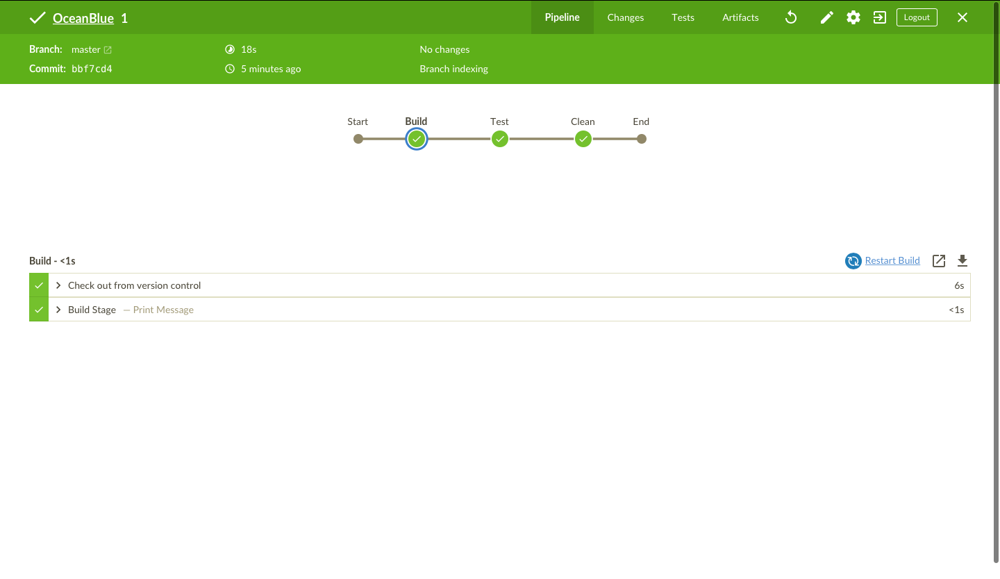 OceanBlue 1 Pipeline Changes Tests Artifacts Logout
Branch: master 18s No changes
Commit: bbf7cd4 5 minutes ago Branch indexing
Start Build Test Clean End
Build - <1s Restart Build
Check out from version control 6s
Build Stage — Print Message <1s